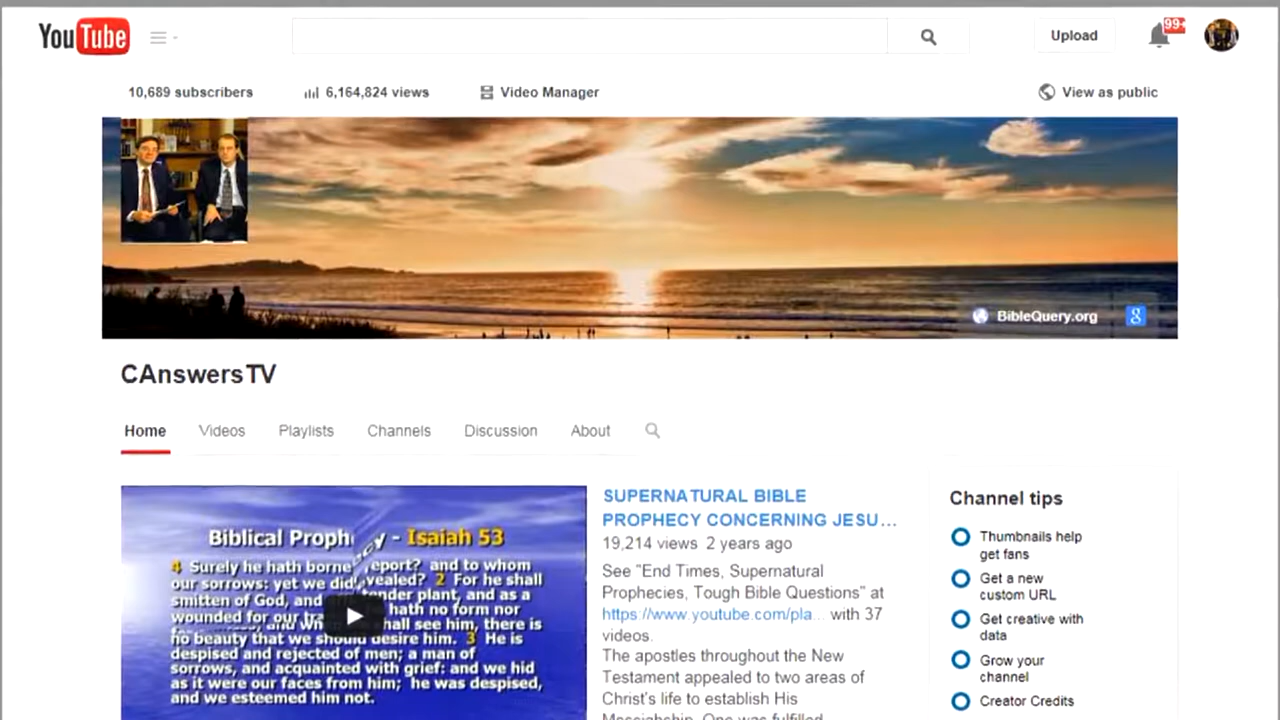 YouTube
Upload
99+
10,689 subscribers
6,164,824 views
Video Manager
View as public
BibleQuery.org
g
CAnswersTV
Home Videos Playlists Channels Discussion About
Biblical Proph y - Isaiah 53
4 Surely he hath borne eport? and to whom
our sorrows: yet we did vealed? 2 For he shall
smitten of God, and tender plant, and as a
wounded for our hath no form nor
hall see him, there is
no beauty that we should desire him. 3 He is
despised and rejected of men; a man of
sorrows, and acquainted with grief: and we hid
as it were our faces from him; he was despised,
and we esteemed him not.
SUPERNATURAL BIBLE
PROPHECY CONCERNING JESU...
19,214 views 2 years ago
See "End Times, Supernatural
Prophecies, Tough Bible Questions" at
https://www.youtube.com/pla... with 37
videos.
The apostles throughout the New
Testament appealed to two areas of
Christ's life to establish His
Messiahship. One was fulfilled
Channel tips
Thumbnails help
get fans
Get a new
custom URL
Get creative with
data
Grow your
channel
Creator Credits